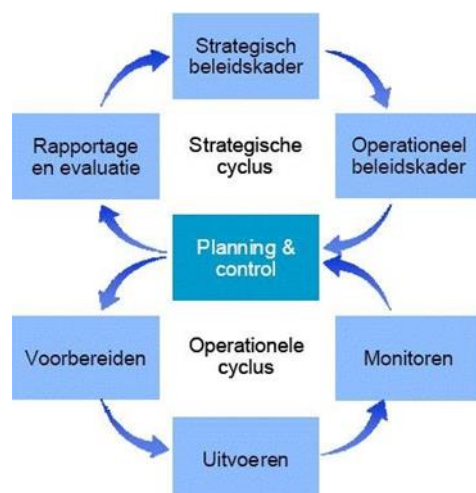 Strategisch
beleidskader
Rapportage
en evaluatie
Strategische
cyclus
Operationeel
beleidskader
Planning &
control
Voorbereiden
Operationele
cyclus
Monitoren
Uitvoeren